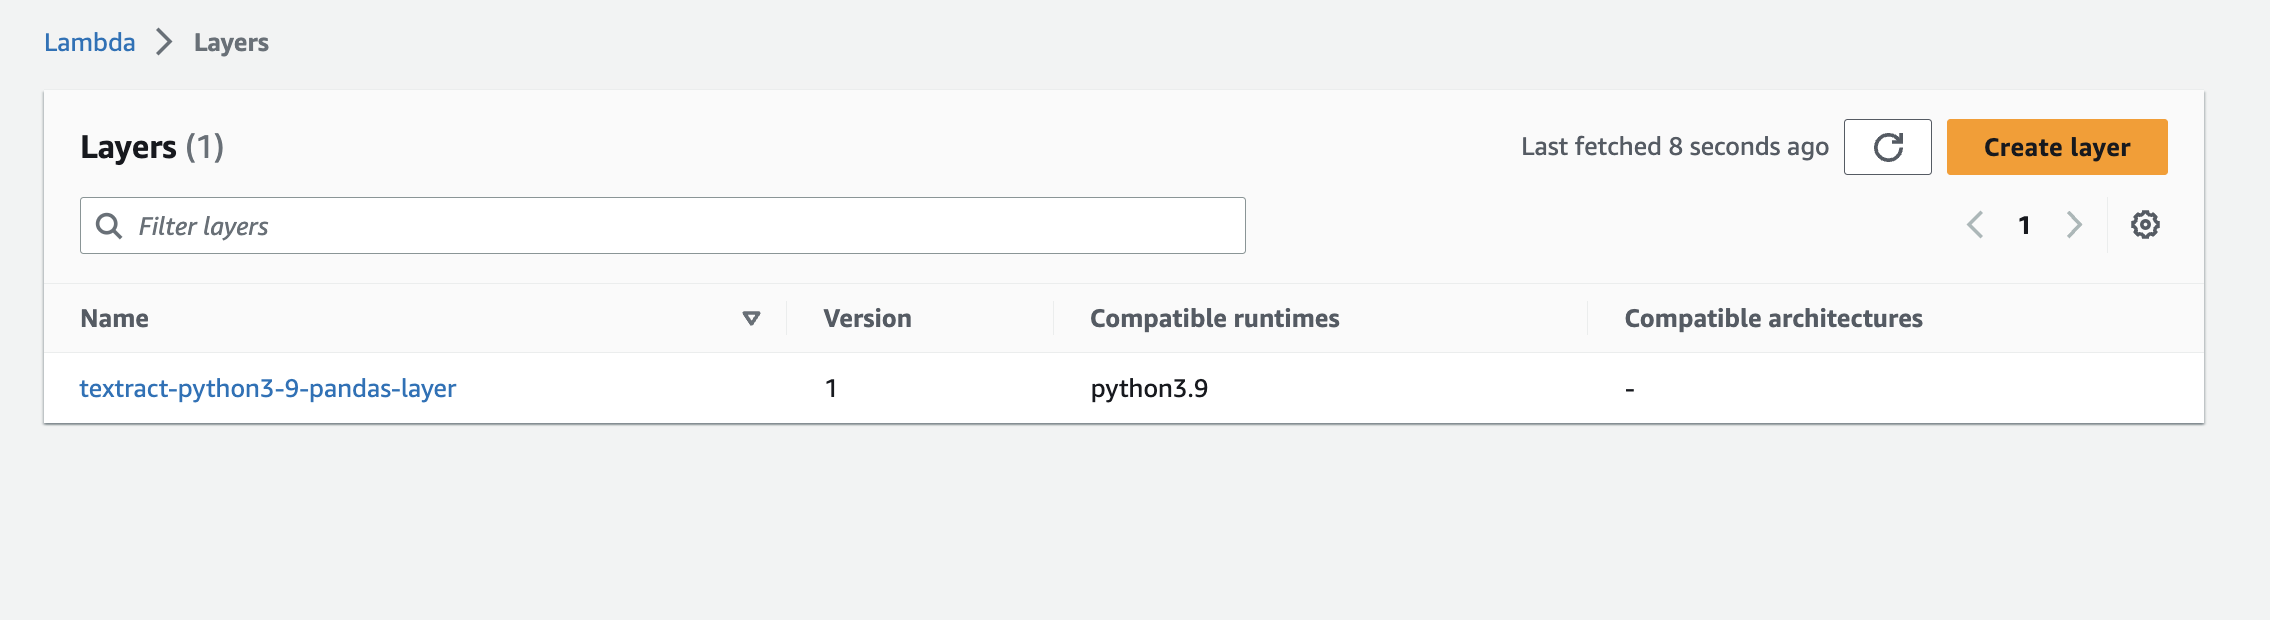 Lambda > Layers
Layers (1)
Last fetched 8 seconds ago
Create layer
Filter layers
1
Name Version Compatible runtimes Compatible architectures
textract-python3-9-pandas-layer 1 python3.9 -